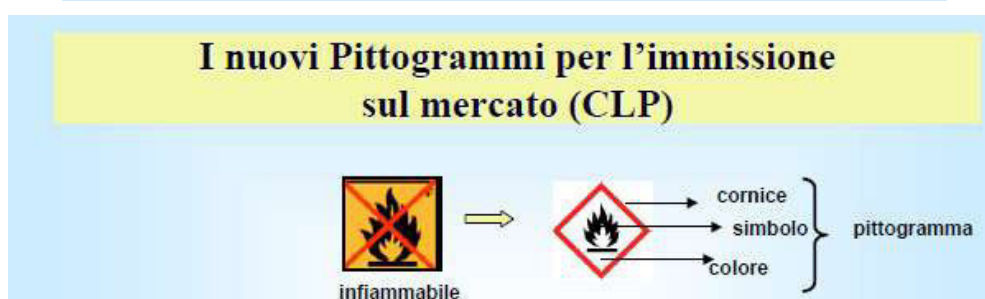 I nuovi Pittogrammi per l'immissione
sul mercato (CLP)
cornice
simbolo
pittogramma
colore
infiammabile